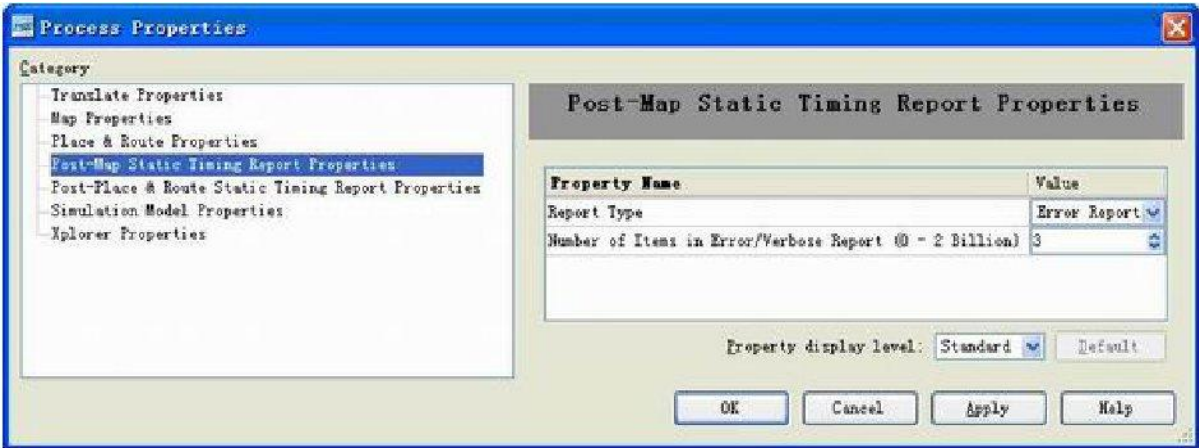 Process Properties
Category
Translate Properties
Map Properties
Place & Route Properties
Post-Map Static Timing Report Properties
Post-Place & Route Static Timing Report Properties
Simulation Model Properties
Xplorer Properties
Post-Map Static Timing Report Properties
Property Name Value
Report Type Error Report
Number of Items in Error/Verbose Report (0 - 2 Billion) 3
Property display level: Standard Default
OK Cancel Apply Help